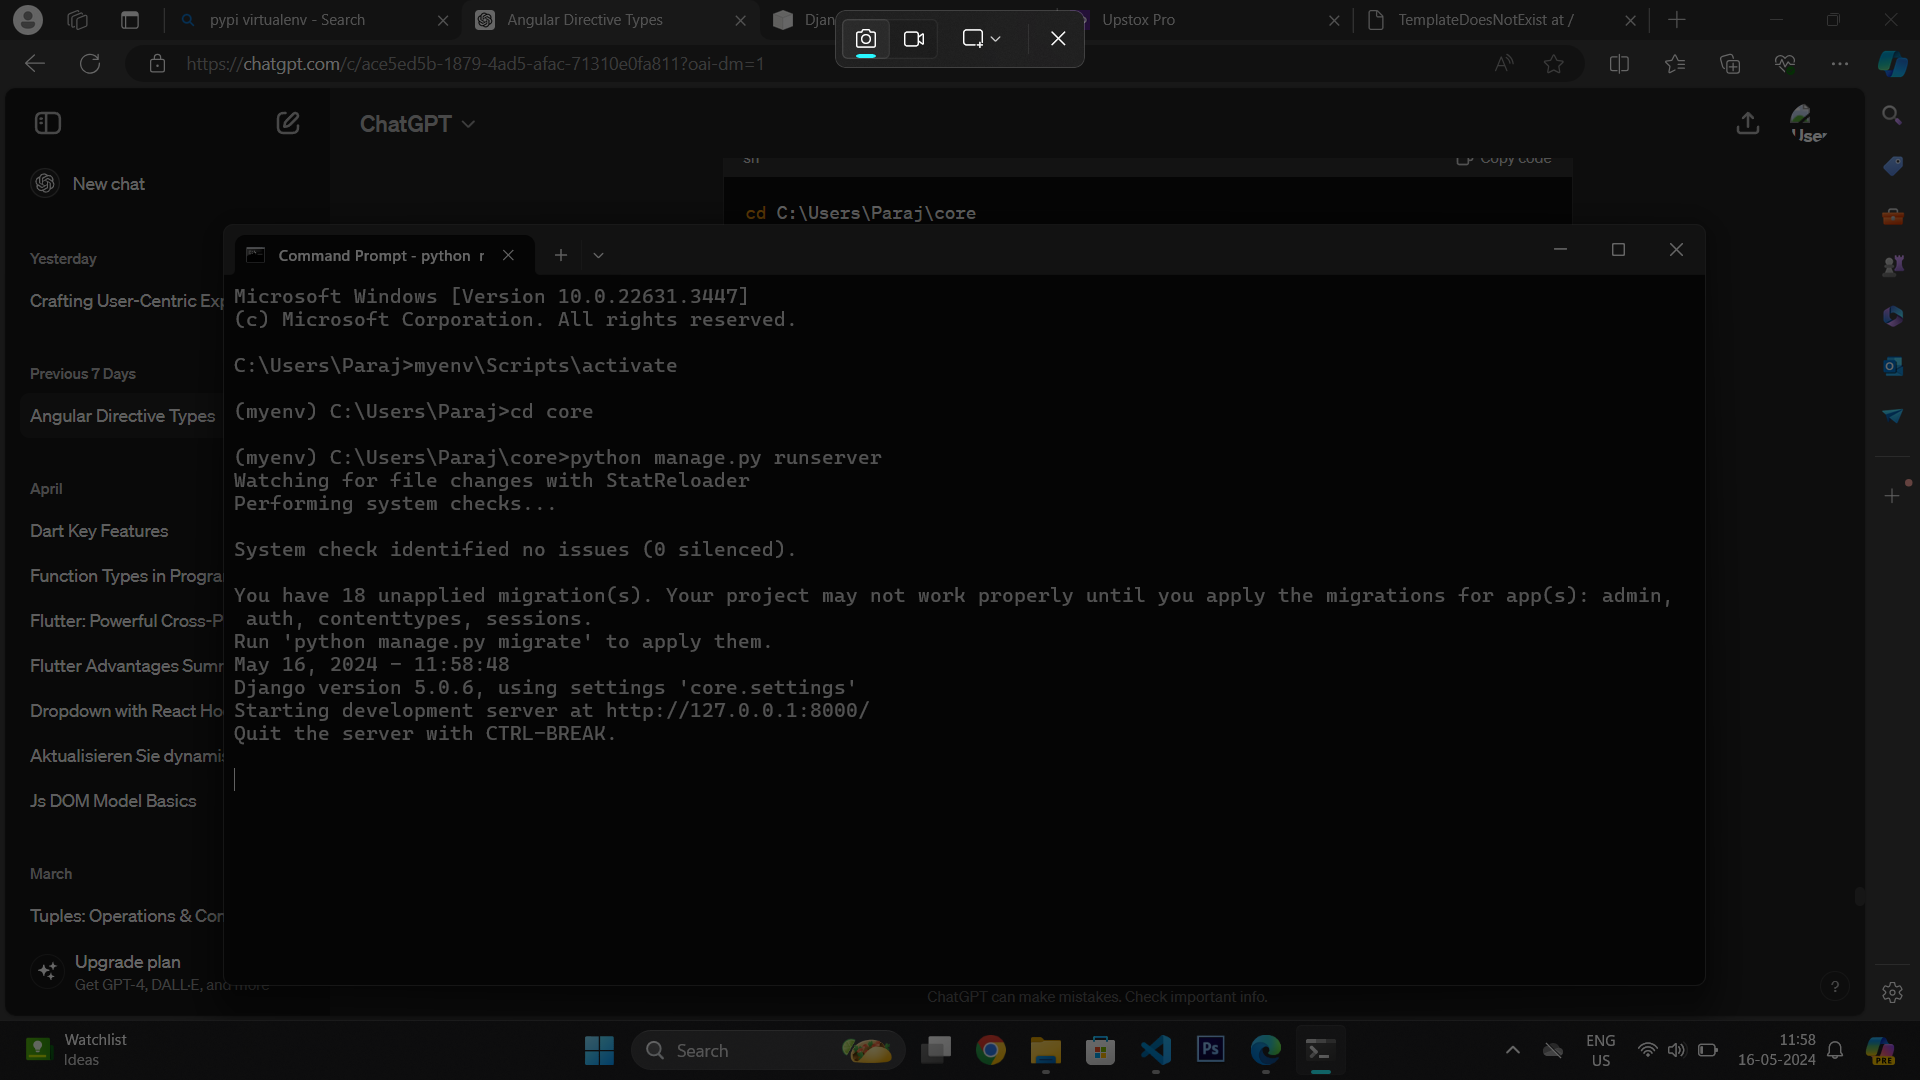 pypi virtualenv - Search
Angular Directive Types
Djan
Upstox Pro
TemplateDoesNotExist at /
https://chatgpt.com/c/ace5ed5b-1879-4ad5-afac-71310e0fa811?oai-dm=1
ChatGPT
User
sh
Copy code
cd C:\Users\Paraj\core
New chat
Yesterday
Crafting User-Centric Exp
Previous 7 Days
Angular Directive Types
April
Dart Key Features
Function Types in Progra
Flutter: Powerful Cross-P
Flutter Advantages Summ
Dropdown with React Ho
Aktualisieren Sie dynamis
Js DOM Model Basics
March
Tuples: Operations & Con
Upgrade plan
Get GPT-4, DALL·E, and more
Command Prompt - python r
Microsoft Windows [Version 10.0.22631.3447]
(c) Microsoft Corporation. All rights reserved.
C:\Users\Paraj>myenv\Scripts\activate
(myenv) C:\Users\Paraj>cd core
(myenv) C:\Users\Paraj\core>python manage.py runserver
Watching for file changes with StatReloader
Performing system checks...
System check identified no issues (0 silenced).
You have 18 unapplied migration(s). Your project may not work properly until you apply the migrations for app(s): admin,
auth, contenttypes, sessions.
Run 'python manage.py migrate' to apply them.
May 16, 2024 - 11:58:48
Django version 5.0.6, using settings 'core.settings'
Starting development server at http://127.0.0.1:8000/
Quit the server with CTRL-BREAK.
ChatGPT can make mistakes. Check important info.
?
Watchlist
Ideas
Search
Ps
ENG
US
11:58
16-05-2024
PRE